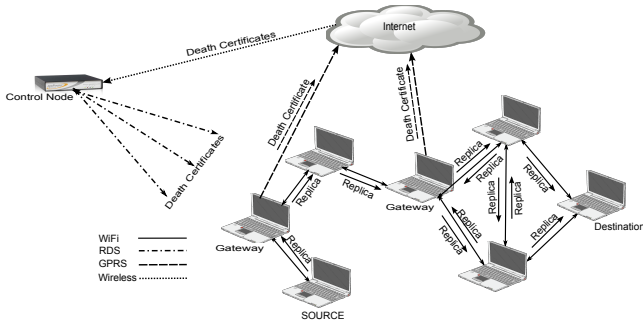 Internet
Death Certificates
Control Node
Death Certificates
Death Certificate
Death Certificate
Replica
Replica
Replica
Gateway
SOURCE
Gateway
Replica
Replica
Replica
Replica
Replica
Replica
Replica
Replica
Destination
WiFi
RDS
GPRS
Wireless